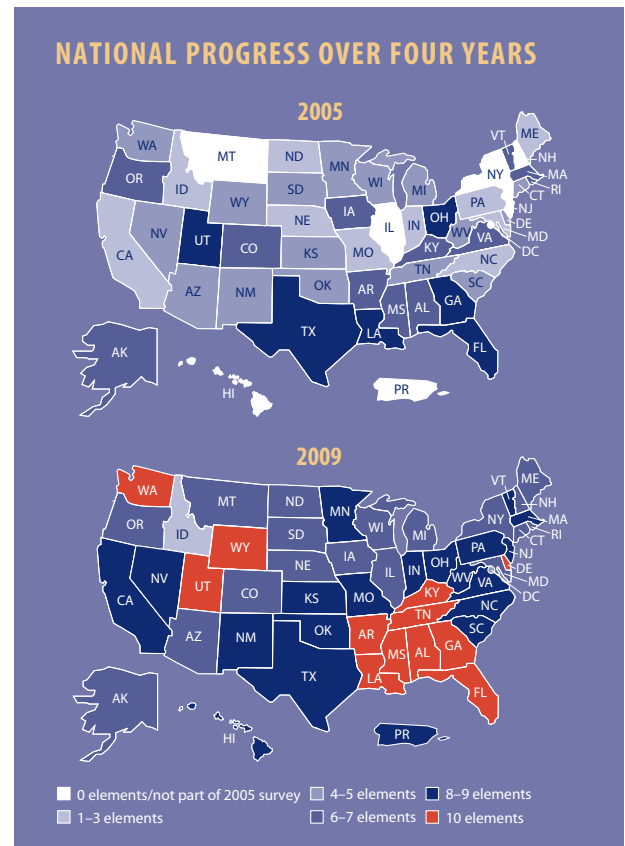 NATIONAL PROGRESS OVER FOUR YEARS
2005
WA
MT
ND
MN
VT
ME
OR
ID
SD
WI
MI
NY
NH
MA
RI
WY
CT
NV
NE
IA
PA
NJ
CA
UT
CO
IL
IN
OH
DE
MD
KS
MO
KY
WV
VA
DC
AZ
NM
OK
AR
TN
NC
SC
TX
LA
MS
AL
GA
FL
AK
HI
PR
2009
WA
MT
ND
MN
VT
ME
OR
ID
SD
WI
MI
NY
NH
MA
RI
WY
CT
NV
NE
IA
PA
NJ
CA
UT
CO
IL
IN
OH
DE
MD
KS
MO
KY
WV
VA
DC
AZ
NM
OK
AR
TN
NC
SC
TX
LA
MS
AL
GA
FL
AK
HI
PR
0 elements/not part of 2005 survey
4–5 elements
8–9 elements
1–3 elements
6–7 elements
10 elements